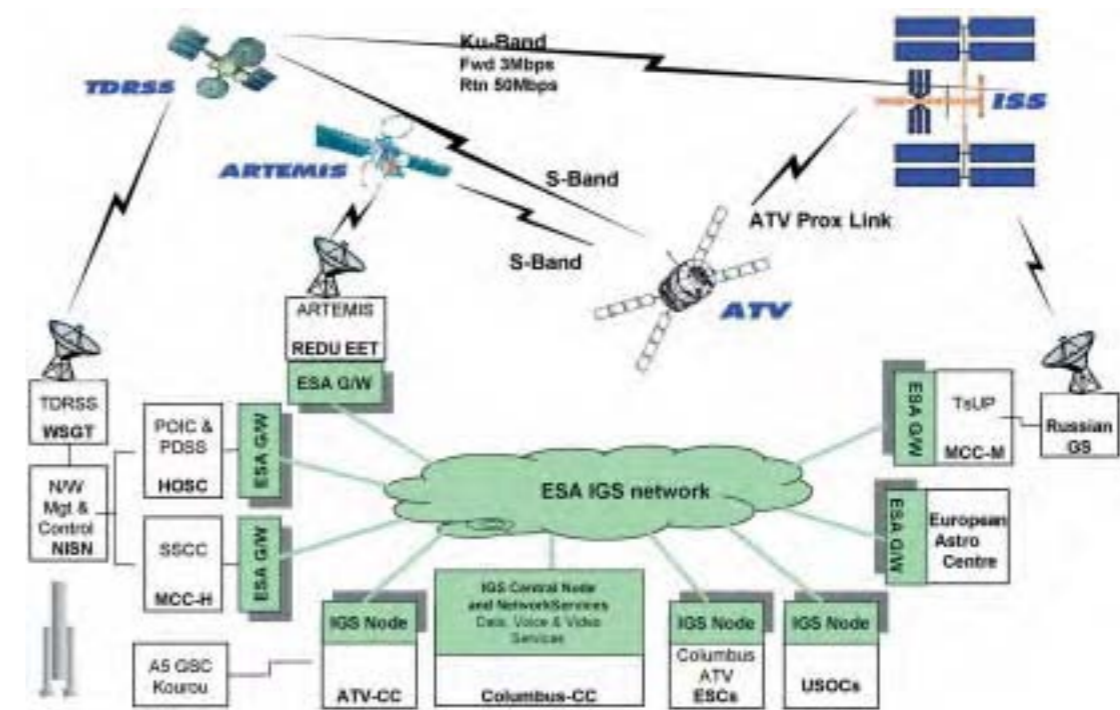 Ku-Band
Fwd 3Mbps
Rtn 50Mbps
TDRSS
ISS
ARTEMIS
S-Band
ATV Prox Link
S-Band
ATV
ARTEMIS
REDU EET
ESA G/W
TDRSS
WSGT
POIC &
PDSS
HOSC
ESA G/W
ESA G/W
TsUP
MCC-M
Russian
GS
N/W
Mgt &
Control
NISN
SSCC
MCC-H
ESA G/W
ESA IGS network
ESA G/W
European
Astro
Centre
IGS Node
ATV-CC
IGS Central Node
and NetworkServices
Data, Voice & Video
Services
Columbus-CC
IGS Node
Columbus
ATV
ESCs
IGS Node
USOCs
A5 GSC
Kourou